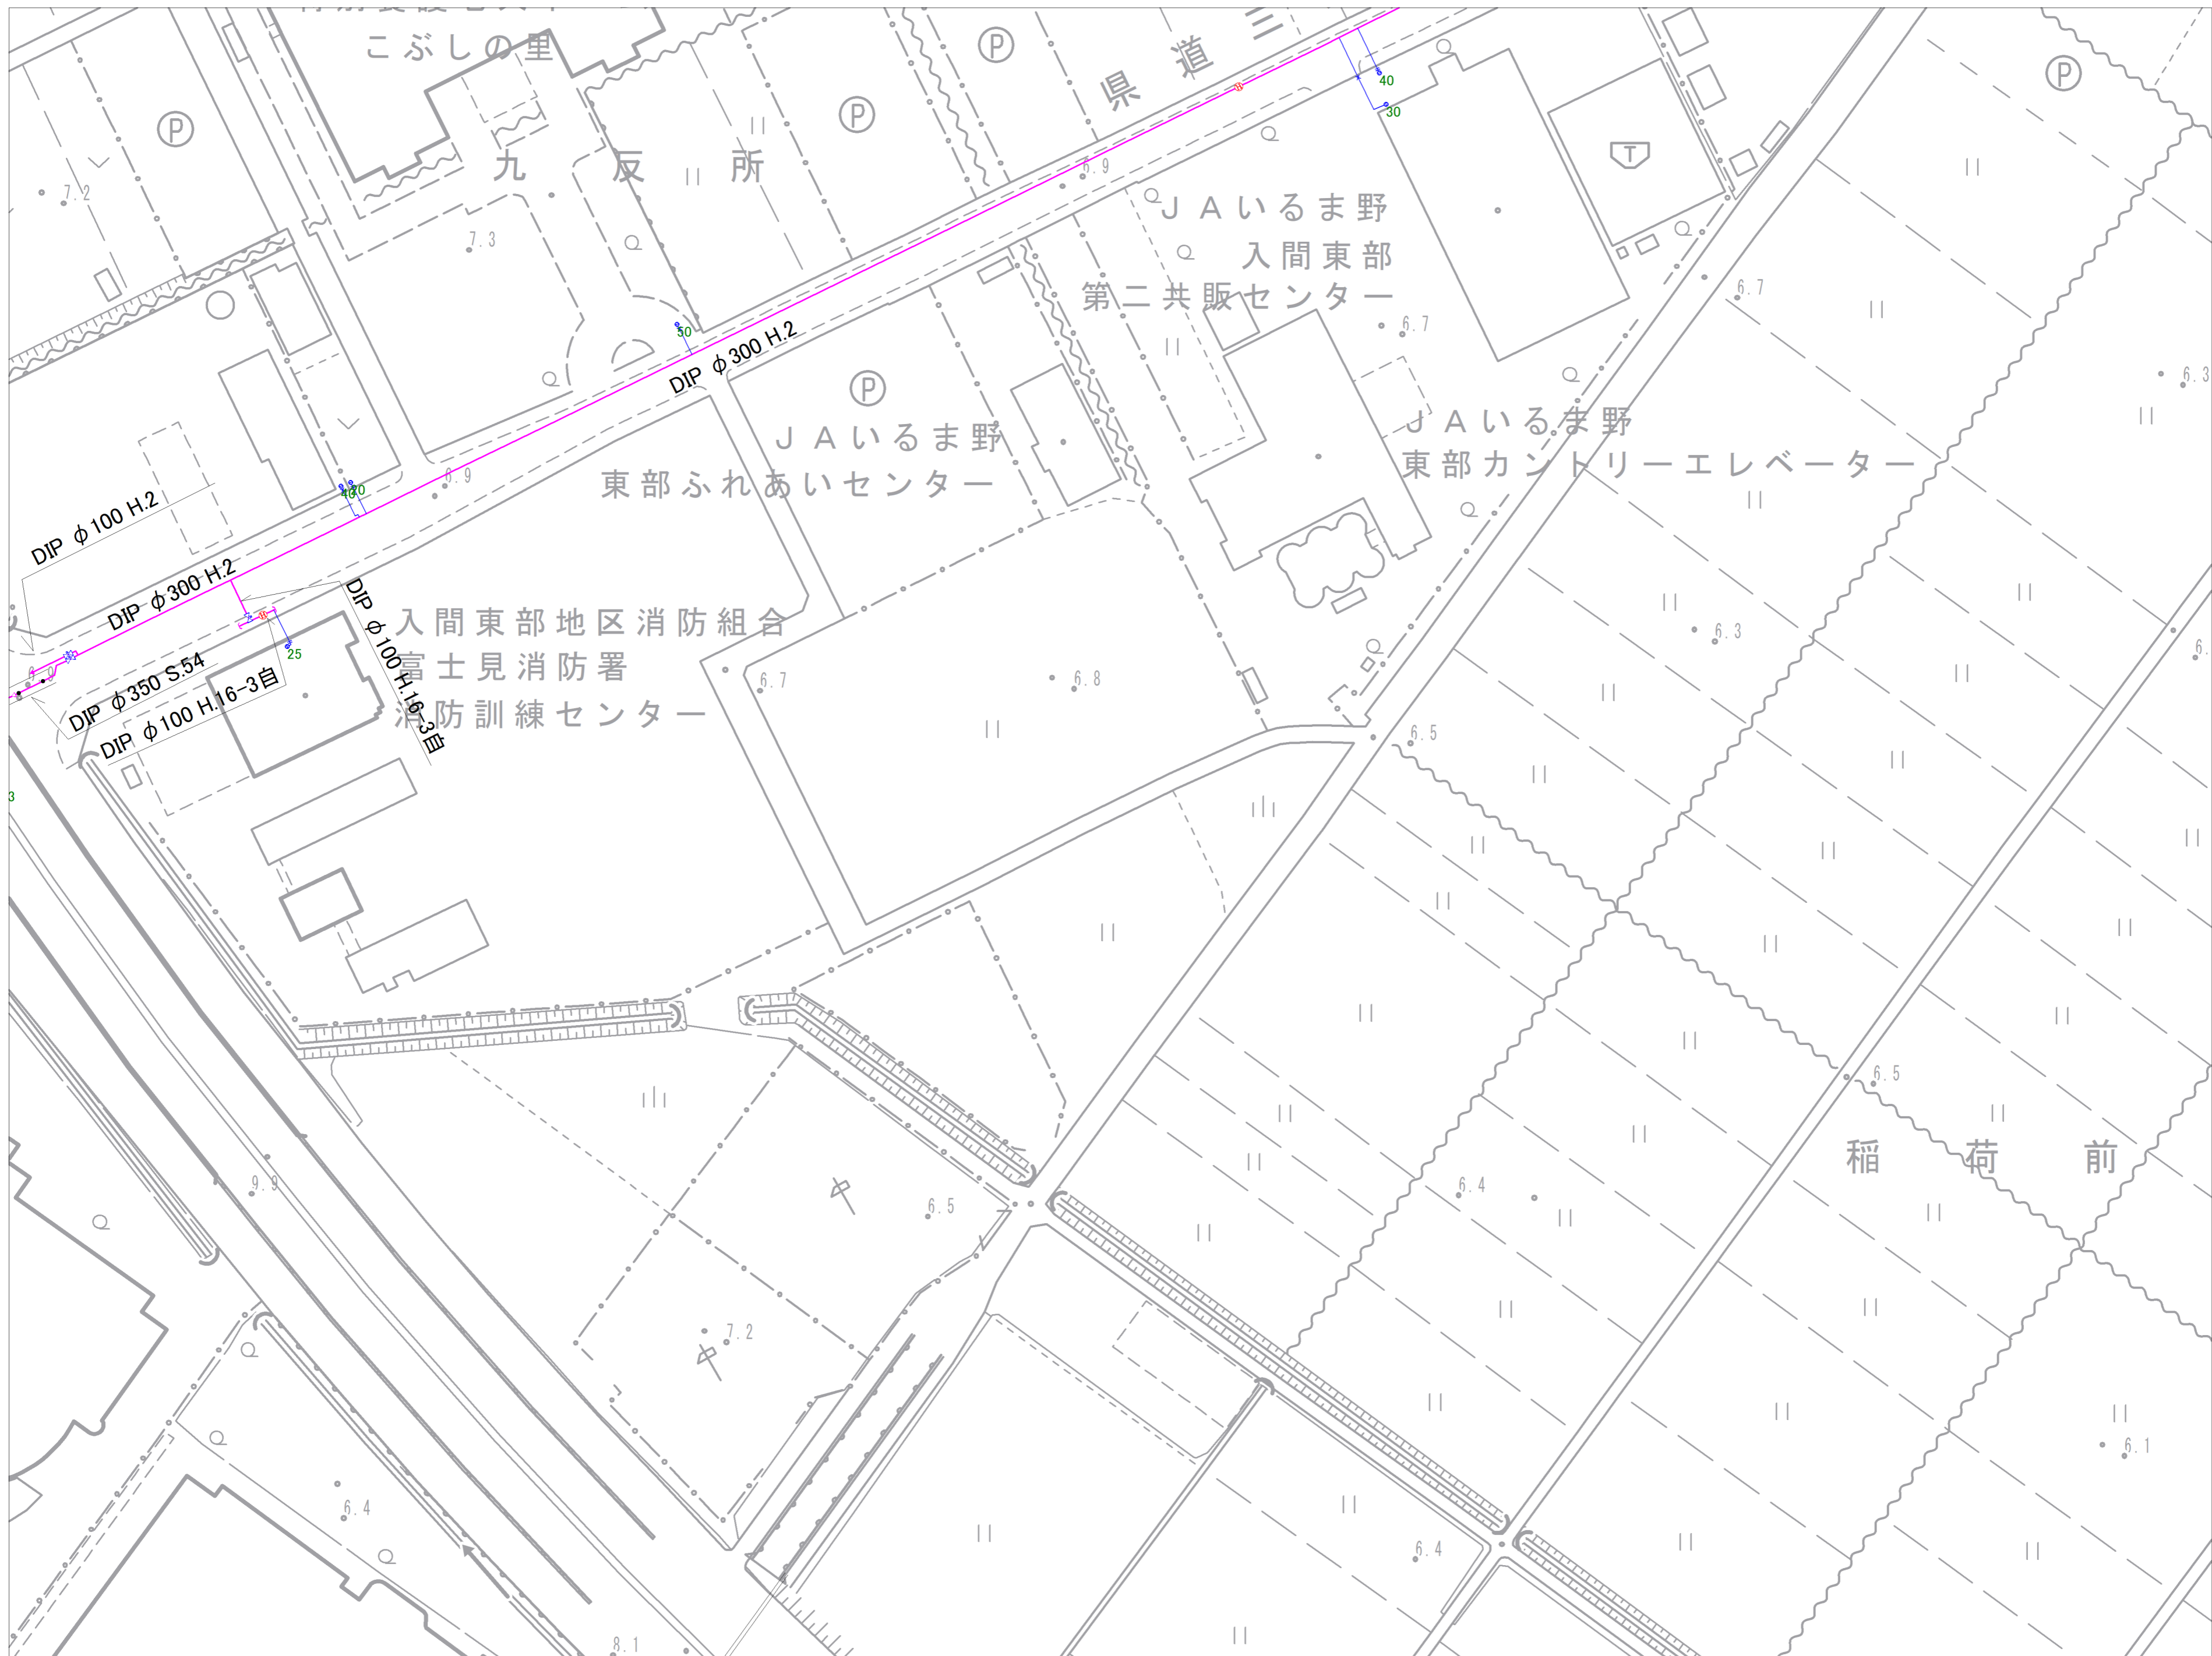 こぶしの里
県道三
Ⓟ
Ⓟ
Ⓟ
Ⓟ
40
30
九反所
7.2
6.9
7.3
JAいるま野
入間東部
第二共販センター
6.7
6.7
6.3
50
DIP φ300 H.2
Ⓟ
JAいるま野
東部ふれあいセンター
JAいるま野
東部カントリーエレベーター
6.9
DIP φ100 H.2
DIP φ300 H.2
DIP φ100 H.16-3自
入間東部地区消防組合
富士見消防署
消防訓練センター
25
DIP φ350 S.54
DIP φ100 H.16-3自
6.7
6.8
6.3
6.5
3
6.5
稲荷前
9.9
6.5
6.4
7.2
6.1
6.4
6.4
8.1